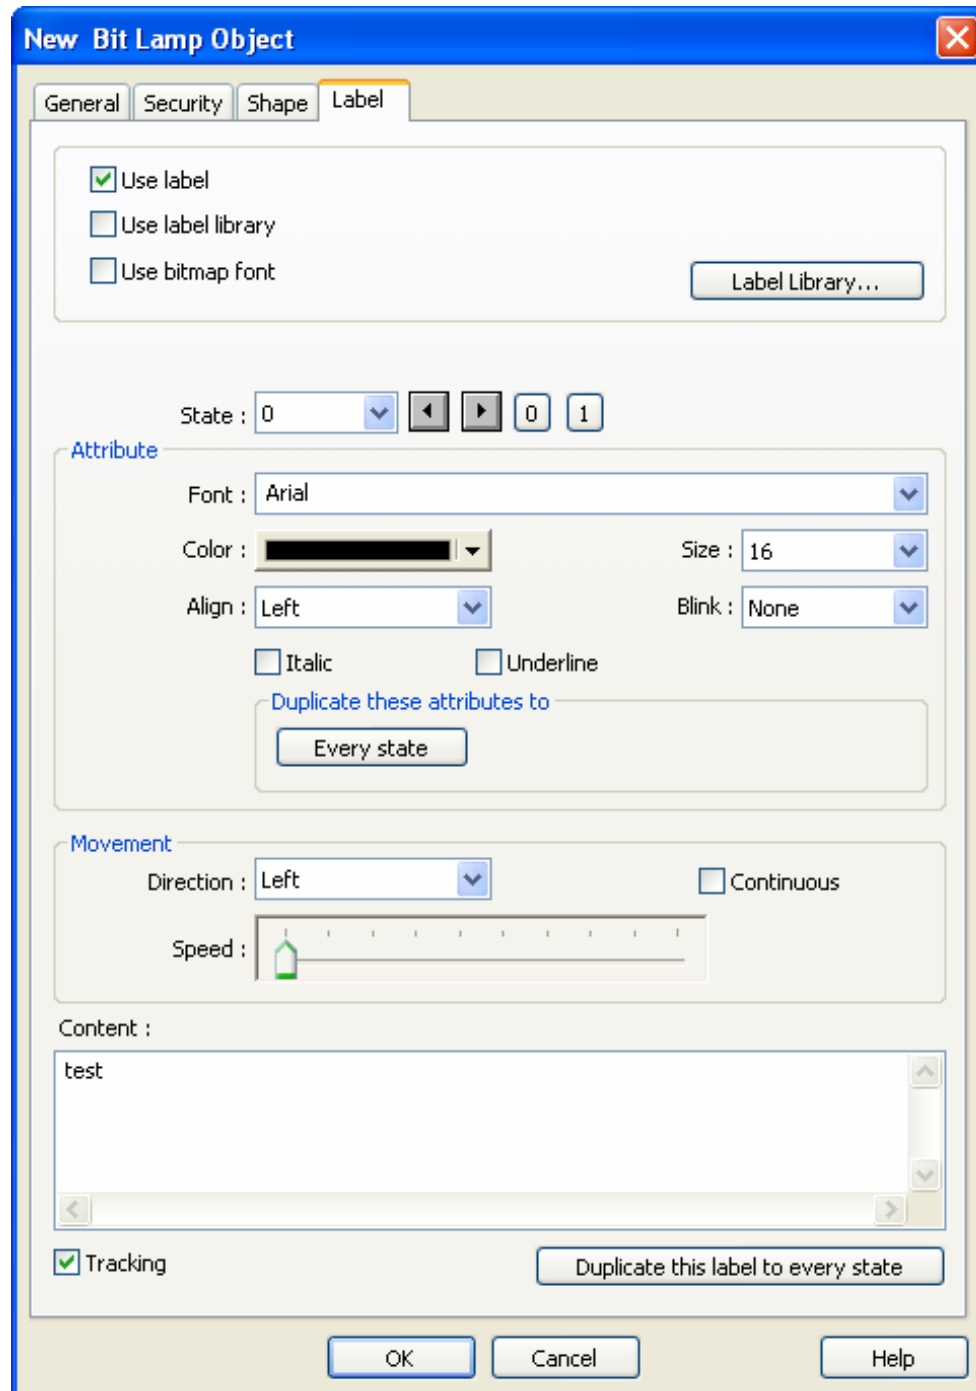 New Bit Lamp Object
General Security Shape Label
Use label
Use label library
Use bitmap font
Label Library...
State : 0 0 1
Attribute
Font : Arial
Color : Size : 16
Align : Left Blink : None
Italic Underline
Duplicate these attributes to
Every state
Movement
Direction : Left Continuous
Speed :
Content :
test
Tracking Duplicate this label to every state
OK Cancel Help